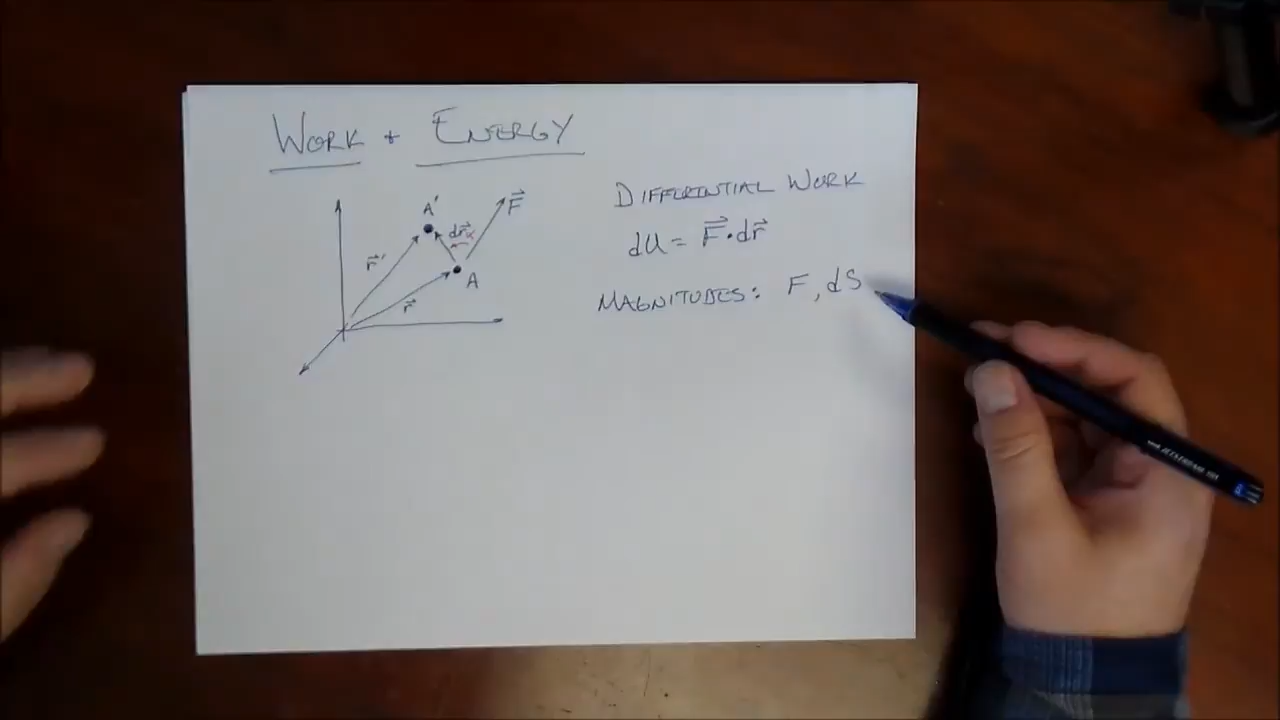 WORK + ENERGY
DIFFERENTIAL WORK
dU = F⃗·dr⃗
MAGNITUDES: F, dS
A'
F⃗
dr⃗
α
r⃗'
A
r⃗